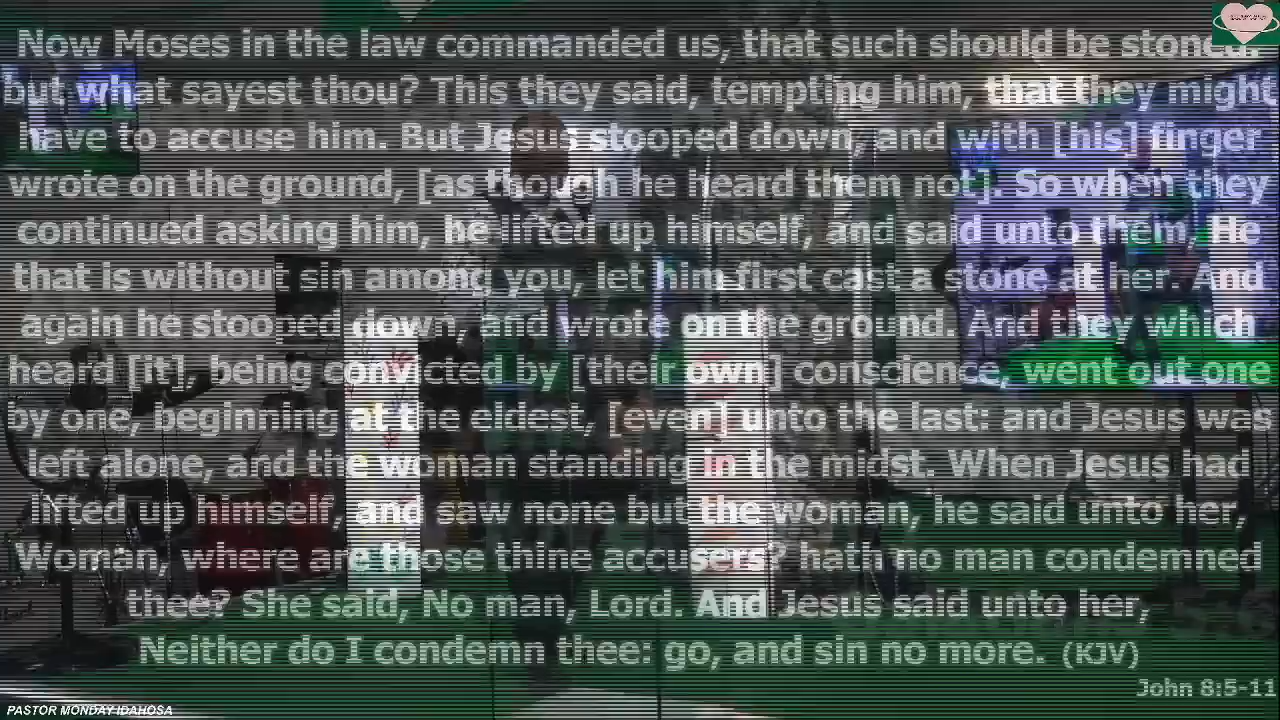 Now Moses in the law commanded us, that such should be stoned:
but what sayest thou? This they said, tempting him, that they might
have to accuse him. But Jesus stooped down, and with [his] finger
wrote on the ground, [as though he heard them not]. So when they
continued asking him, he lifted up himself, and said unto them, He
that is without sin among you, let him first cast a stone at her. And
again he stooped down, and wrote on the ground. And they which
heard [it], being convicted by [their own] conscience, went out one
by one, beginning at the eldest, [even] unto the last: and Jesus was
left alone, and the woman standing in the midst. When Jesus had
lifted up himself, and saw none but the woman, he said unto her,
Woman, where are those thine accusers? hath no man condemned
thee? She said, No man, Lord. And Jesus said unto her,
Neither do I condemn thee: go, and sin no more. (KJV)
John 8:5-11
PASTOR MONDAY IDAHOSA